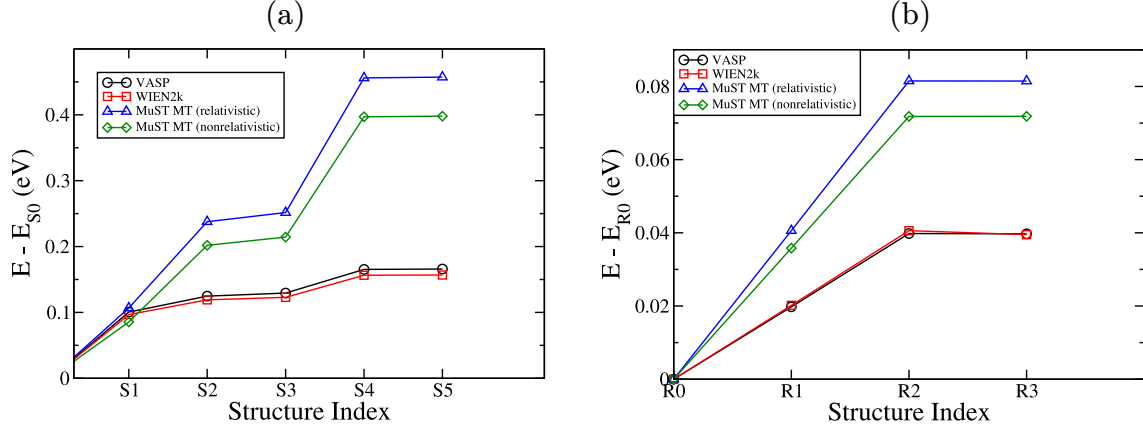 (a)
E - E_S0 (eV)
0.4
0.3
0.2
0.1
0
VASP
WIEN2k
MuST MT (relativistic)
MuST MT (nonrelativistic)
S1 S2 S3 S4 S5
Structure Index
(b)
E - E_R0 (eV)
0.08
0.06
0.04
0.02
0
VASP
WIEN2k
MuST MT (relativistic)
MuST MT (nonrelativistic)
R0 R1 R2 R3
Structure Index